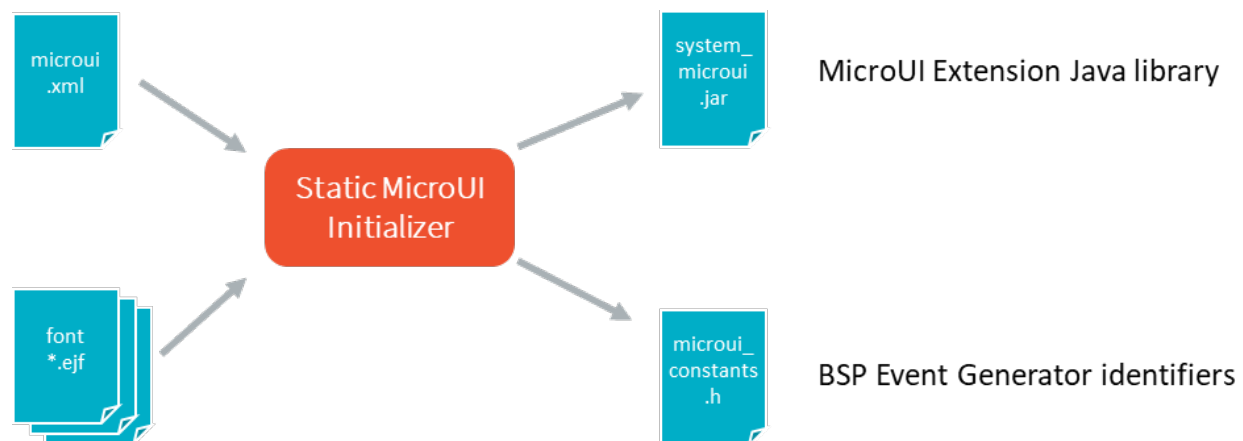 microui
.xml
system_
microui
.jar
MicroUI Extension Java library
Static MicroUI
Initializer
font
*.ejf
microui_
constants
.h
BSP Event Generator identifiers